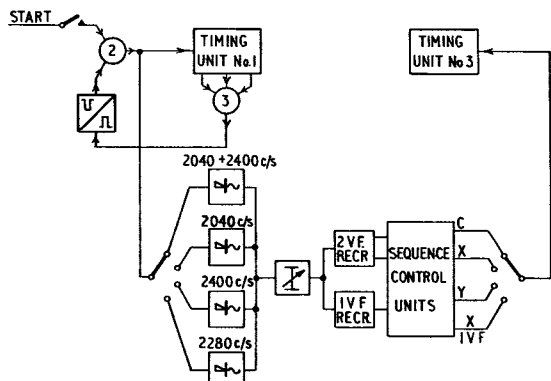 START
2
TIMING
UNIT No.1
3
TIMING
UNIT No.3
2040 + 2400 c/s
2040 c/s
2400 c/s
2280 c/s
2 V.F.
RECR.
1 V F
RECR.
SEQUENCE
CONTROL
UNITS
C
X
Y
X
1 V F